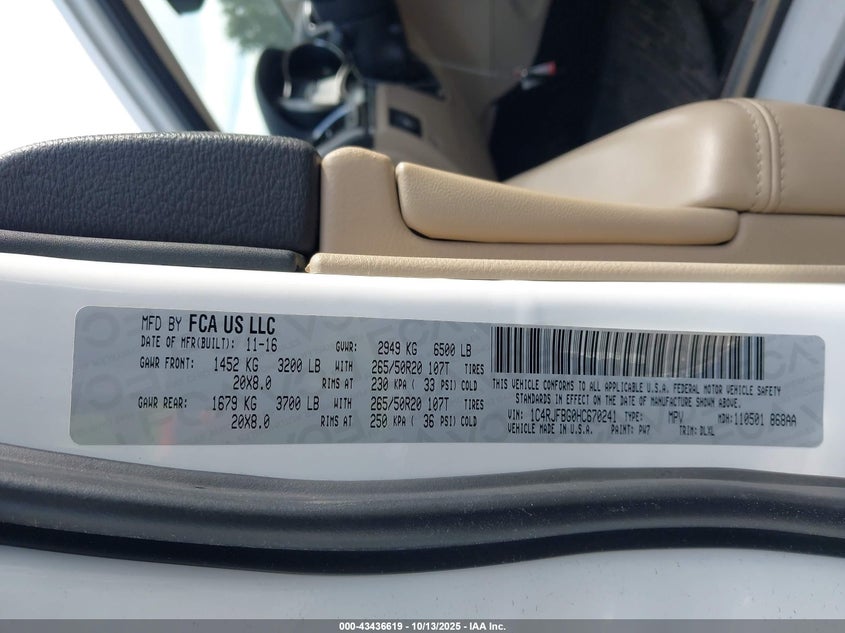 MFD BY FCA US LLC
DATE OF MFR(BUILT): 11-16 GVWR: 2949 KG 6500 LB
GAWR FRONT: 1452 KG 3200 LB WITH 265/50R20 107T TIRES
20X8.0 RIMS AT 230 KPA ( 33 PSI) COLD
GAWR REAR: 1679 KG 3700 LB WITH 265/50R20 107T TIRES
20X8.0 RIMS AT 250 KPA ( 36 PSI) COLD
THIS VEHICLE CONFORMS TO ALL APPLICABLE U.S.A. FEDERAL MOTOR VEHICLE SAFETY
STANDARDS IN EFFECT ON THE DATE OF MANUFACTURE SHOWN ABOVE.
VIN: 1C4RJFBG0HC670241 TYPE: MPV MDH:110501 868AA
VEHICLE MADE IN U.S.A. PAINT: PW7 TRIM: DLXL
000-43436619 - 10/13/2025 - IAA Inc.